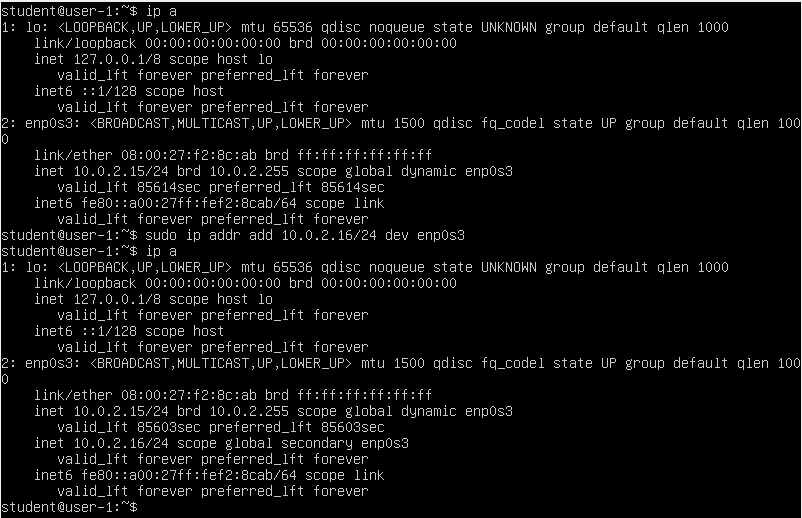 student@user-1:~$ ip a
1: lo: <LOOPBACK,UP,LOWER_UP> mtu 65536 qdisc noqueue state UNKNOWN group default qlen 1000
    link/loopback 00:00:00:00:00:00 brd 00:00:00:00:00:00
    inet 127.0.0.1/8 scope host lo
       valid_lft forever preferred_lft forever
    inet6 ::1/128 scope host
       valid_lft forever preferred_lft forever
2: enp0s3: <BROADCAST,MULTICAST,UP,LOWER_UP> mtu 1500 qdisc fq_codel state UP group default qlen 100
0
    link/ether 08:00:27:f2:8c:ab brd ff:ff:ff:ff:ff:ff
    inet 10.0.2.15/24 brd 10.0.2.255 scope global dynamic enp0s3
       valid_lft 85614sec preferred_lft 85614sec
    inet6 fe80::a00:27ff:fef2:8cab/64 scope link
       valid_lft forever preferred_lft forever
student@user-1:~$ sudo ip addr add 10.0.2.16/24 dev enp0s3
student@user-1:~$ ip a
1: lo: <LOOPBACK,UP,LOWER_UP> mtu 65536 qdisc noqueue state UNKNOWN group default qlen 1000
    link/loopback 00:00:00:00:00:00 brd 00:00:00:00:00:00
    inet 127.0.0.1/8 scope host lo
       valid_lft forever preferred_lft forever
    inet6 ::1/128 scope host
       valid_lft forever preferred_lft forever
2: enp0s3: <BROADCAST,MULTICAST,UP,LOWER_UP> mtu 1500 qdisc fq_codel state UP group default qlen 100
0
    link/ether 08:00:27:f2:8c:ab brd ff:ff:ff:ff:ff:ff
    inet 10.0.2.15/24 brd 10.0.2.255 scope global dynamic enp0s3
       valid_lft 85603sec preferred_lft 85603sec
    inet 10.0.2.16/24 scope global secondary enp0s3
       valid_lft forever preferred_lft forever
    inet6 fe80::a00:27ff:fef2:8cab/64 scope link
       valid_lft forever preferred_lft forever
student@user-1:~$